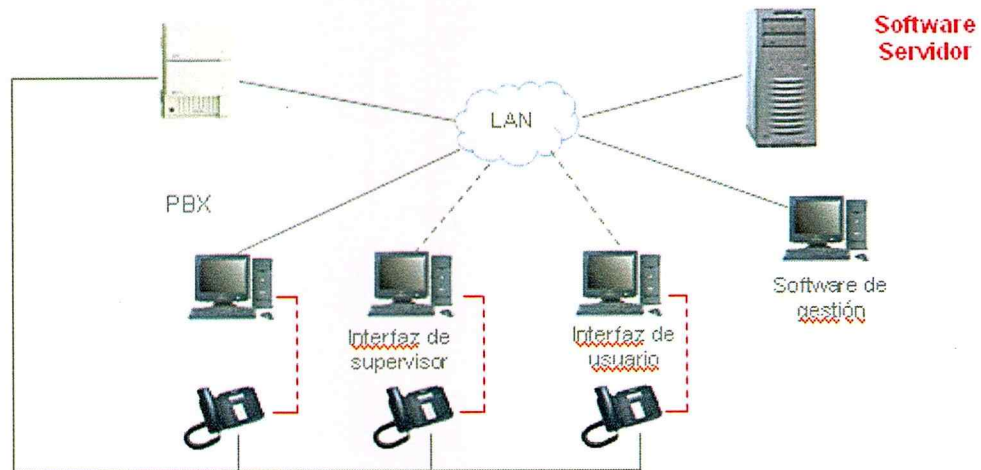 Software
Servidor
LAN
PBX
Software de
gestión
Interfaz de
supervisor
Interfaz de
usuario